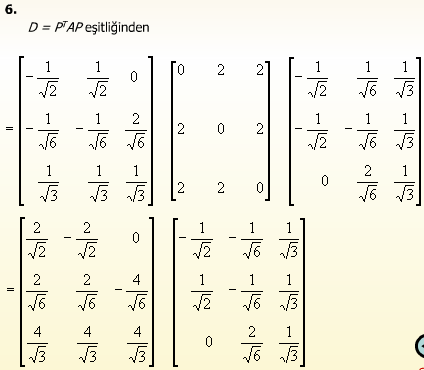 6.
D = PᵀAP eşitliğinden
-1/√2 1/√2 0 0 2 2 -1/√2 1/√6 1/√3
= -1/√6 -1/√6 2/√6 2 0 2 -1/√2 -1/√6 1/√3
1/√3 1/√3 1/√3 2 2 0 0 2/√6 1/√3
2/√2 -2/√2 0 -1/√2 -1/√6 1/√3
= 2/√6 2/√6 -4/√6 1/√2 -1/√6 1/√3
4/√3 4/√3 4/√3 0 2/√6 1/√3